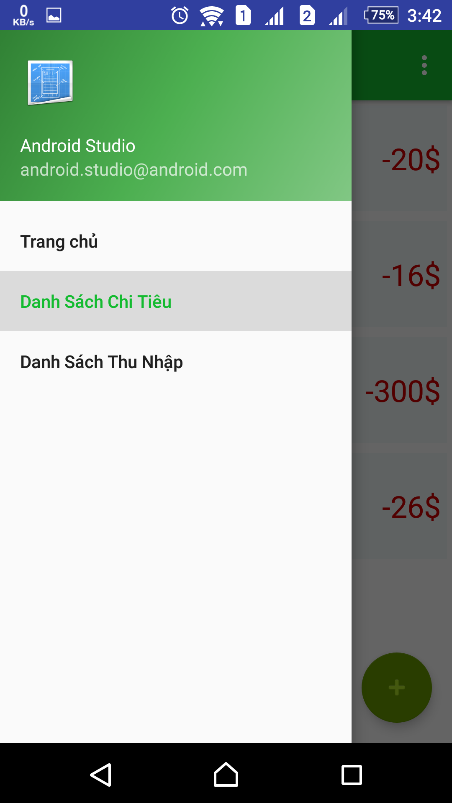 0
KB/s
1
2
75%
3:42
Android Studio
android.studio@android.com
Trang chủ
Danh Sách Chi Tiêu
Danh Sách Thu Nhập
-20$
-16$
-300$
-26$
+